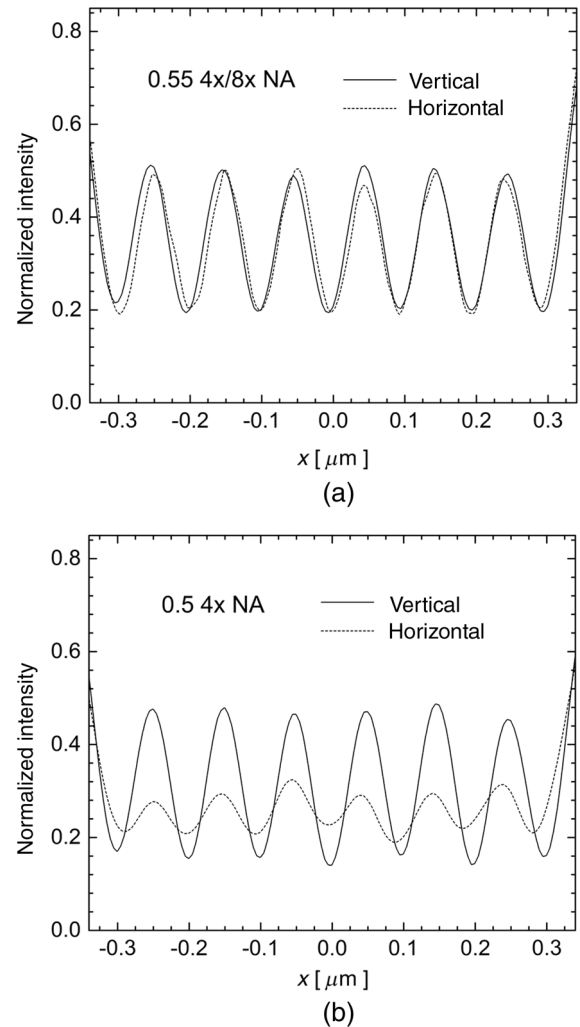 0.8
0.55 4x/8x NA
Vertical
Horizontal
0.6
0.4
0.2
0.0
Normalized intensity
-0.3 -0.2 -0.1 0.0 0.1 0.2 0.3
x [ μm ]
(a)
0.8
0.5 4x NA
Vertical
Horizontal
0.6
0.4
0.2
0.0
Normalized intensity
-0.3 -0.2 -0.1 0.0 0.1 0.2 0.3
x [ μm ]
(b)